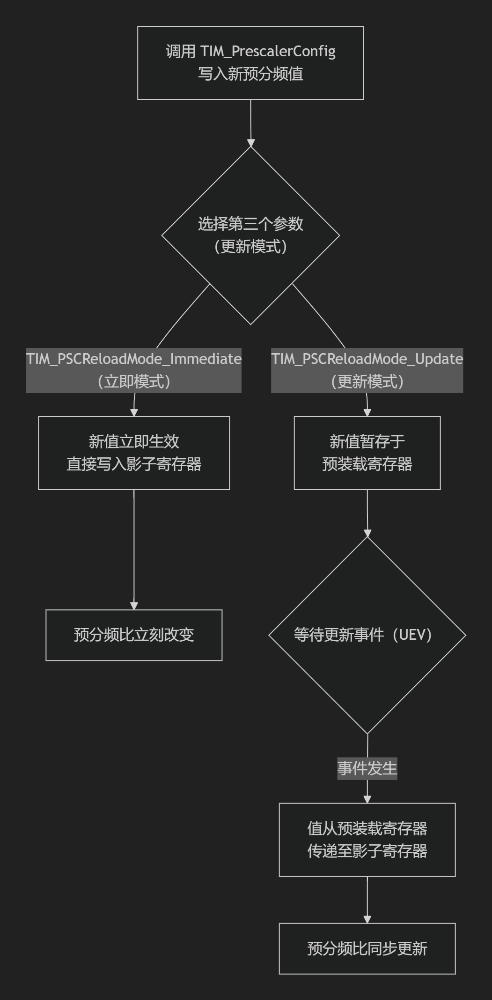 调用 TIM_PrescalerConfig
写入新预分频值
选择第三个参数
（更新模式）
TIM_PSCReloadMode_Immediate
（立即模式）
TIM_PSCReloadMode_Update
（更新模式）
新值立即生效
直接写入影子寄存器
新值暂存于
预装载寄存器
预分频比立刻改变
等待更新事件（UEV）
事件发生
值从预装载寄存器
传递至影子寄存器
预分频比同步更新